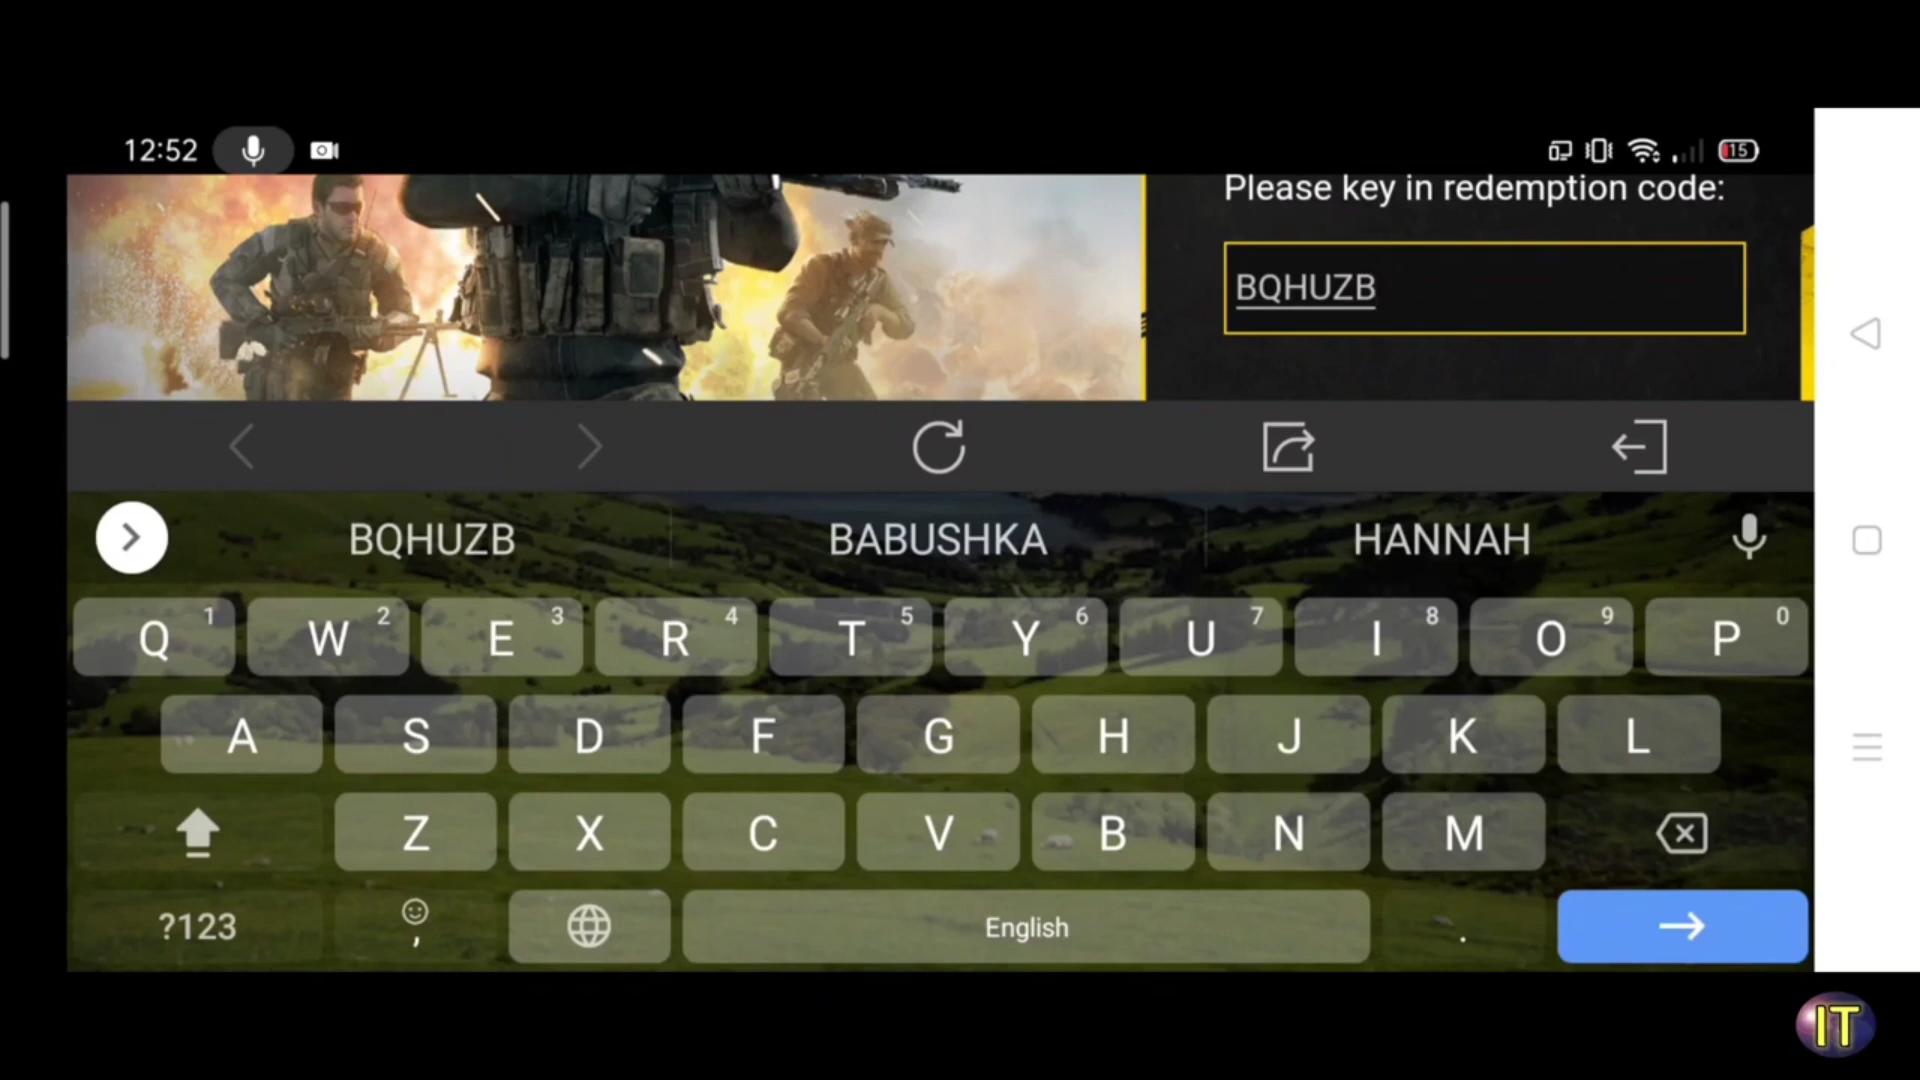 12:52
15
Please key in redemption code:
BQHUZB
BQHUZB BABUSHKA HANNAH
Q 1 W 2 E 3 R 4 T 5 Y 6 U 7 I 8 O 9 P 0
A S D F G H J K L
Z X C V B N M
?123 , English .
IT